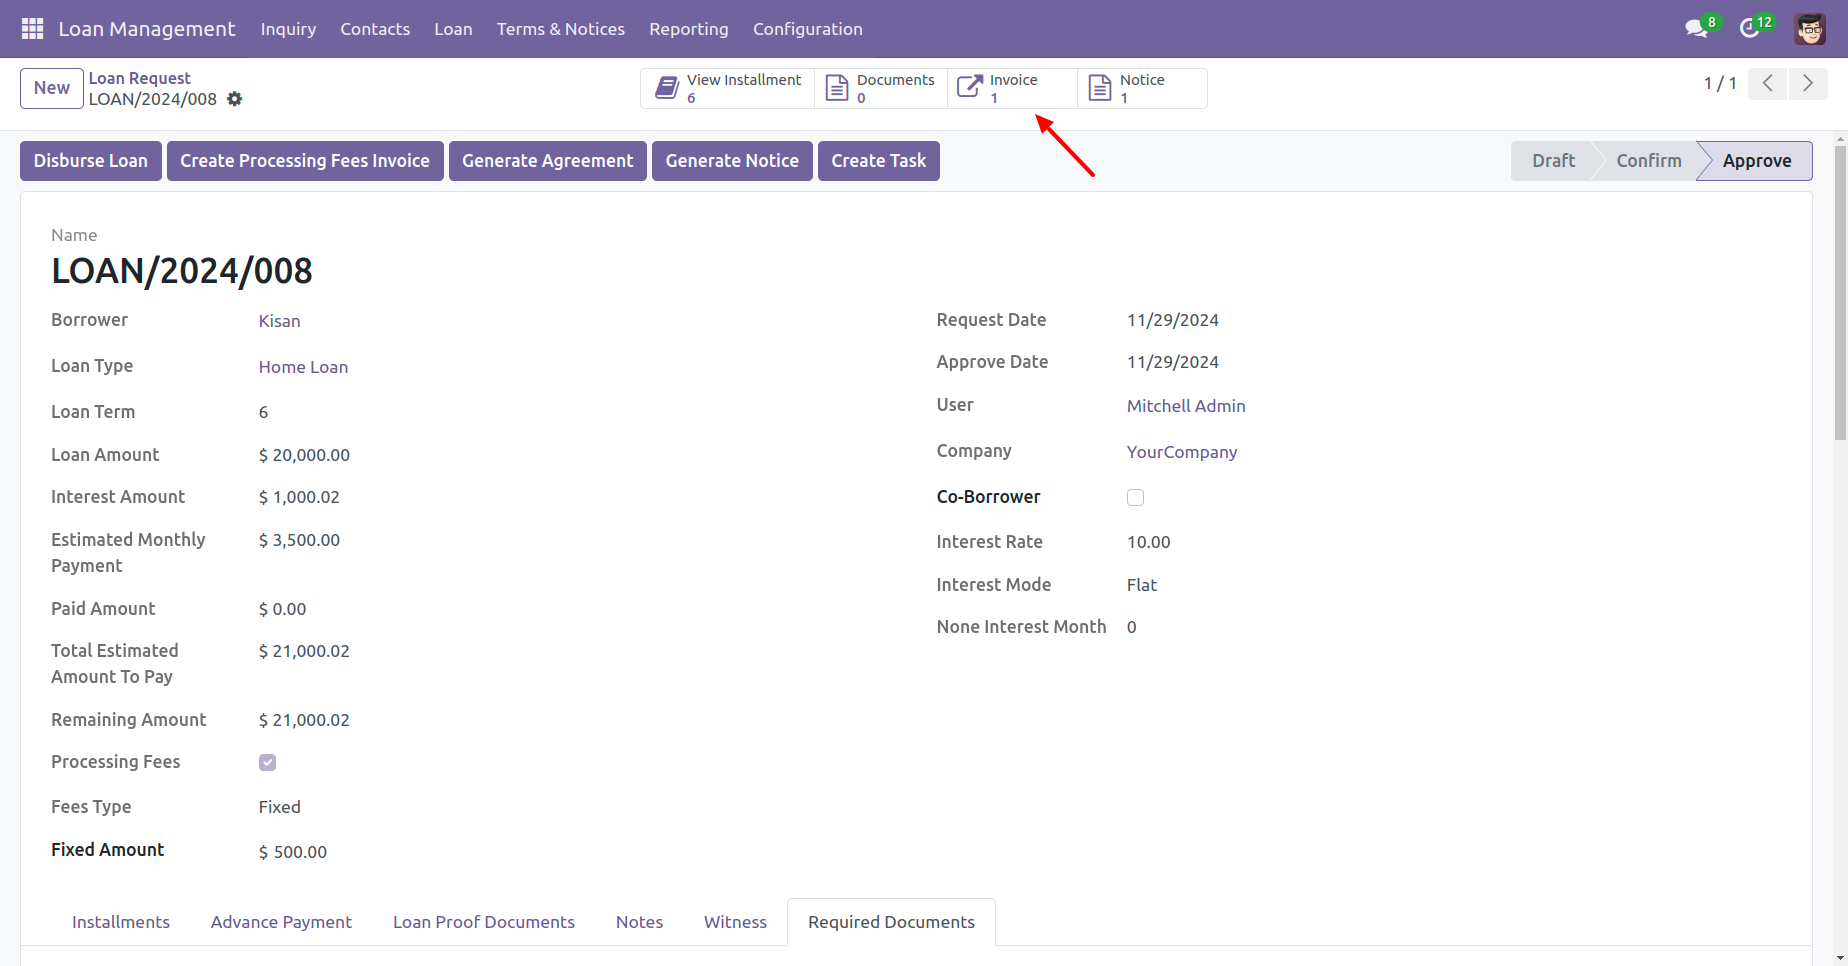 Loan Management Inquiry Contacts Loan Terms & Notices Reporting Configuration 8 12
New Loan Request
LOAN/2024/008
View Installment
6
Documents
0
Invoice
1
Notice
1
1 / 1
Disburse Loan Create Processing Fees Invoice Generate Agreement Generate Notice Create Task Draft Confirm Approve
Name
LOAN/2024/008
Borrower Kisan
Loan Type Home Loan
Loan Term 6
Loan Amount $ 20,000.00
Interest Amount $ 1,000.02
Estimated Monthly
Payment $ 3,500.00
Paid Amount $ 0.00
Total Estimated
Amount To Pay $ 21,000.02
Remaining Amount $ 21,000.02
Processing Fees
Fees Type Fixed
Fixed Amount $ 500.00
Request Date 11/29/2024
Approve Date 11/29/2024
User Mitchell Admin
Company YourCompany
Co-Borrower
Interest Rate 10.00
Interest Mode Flat
None Interest Month 0
Installments Advance Payment Loan Proof Documents Notes Witness Required Documents